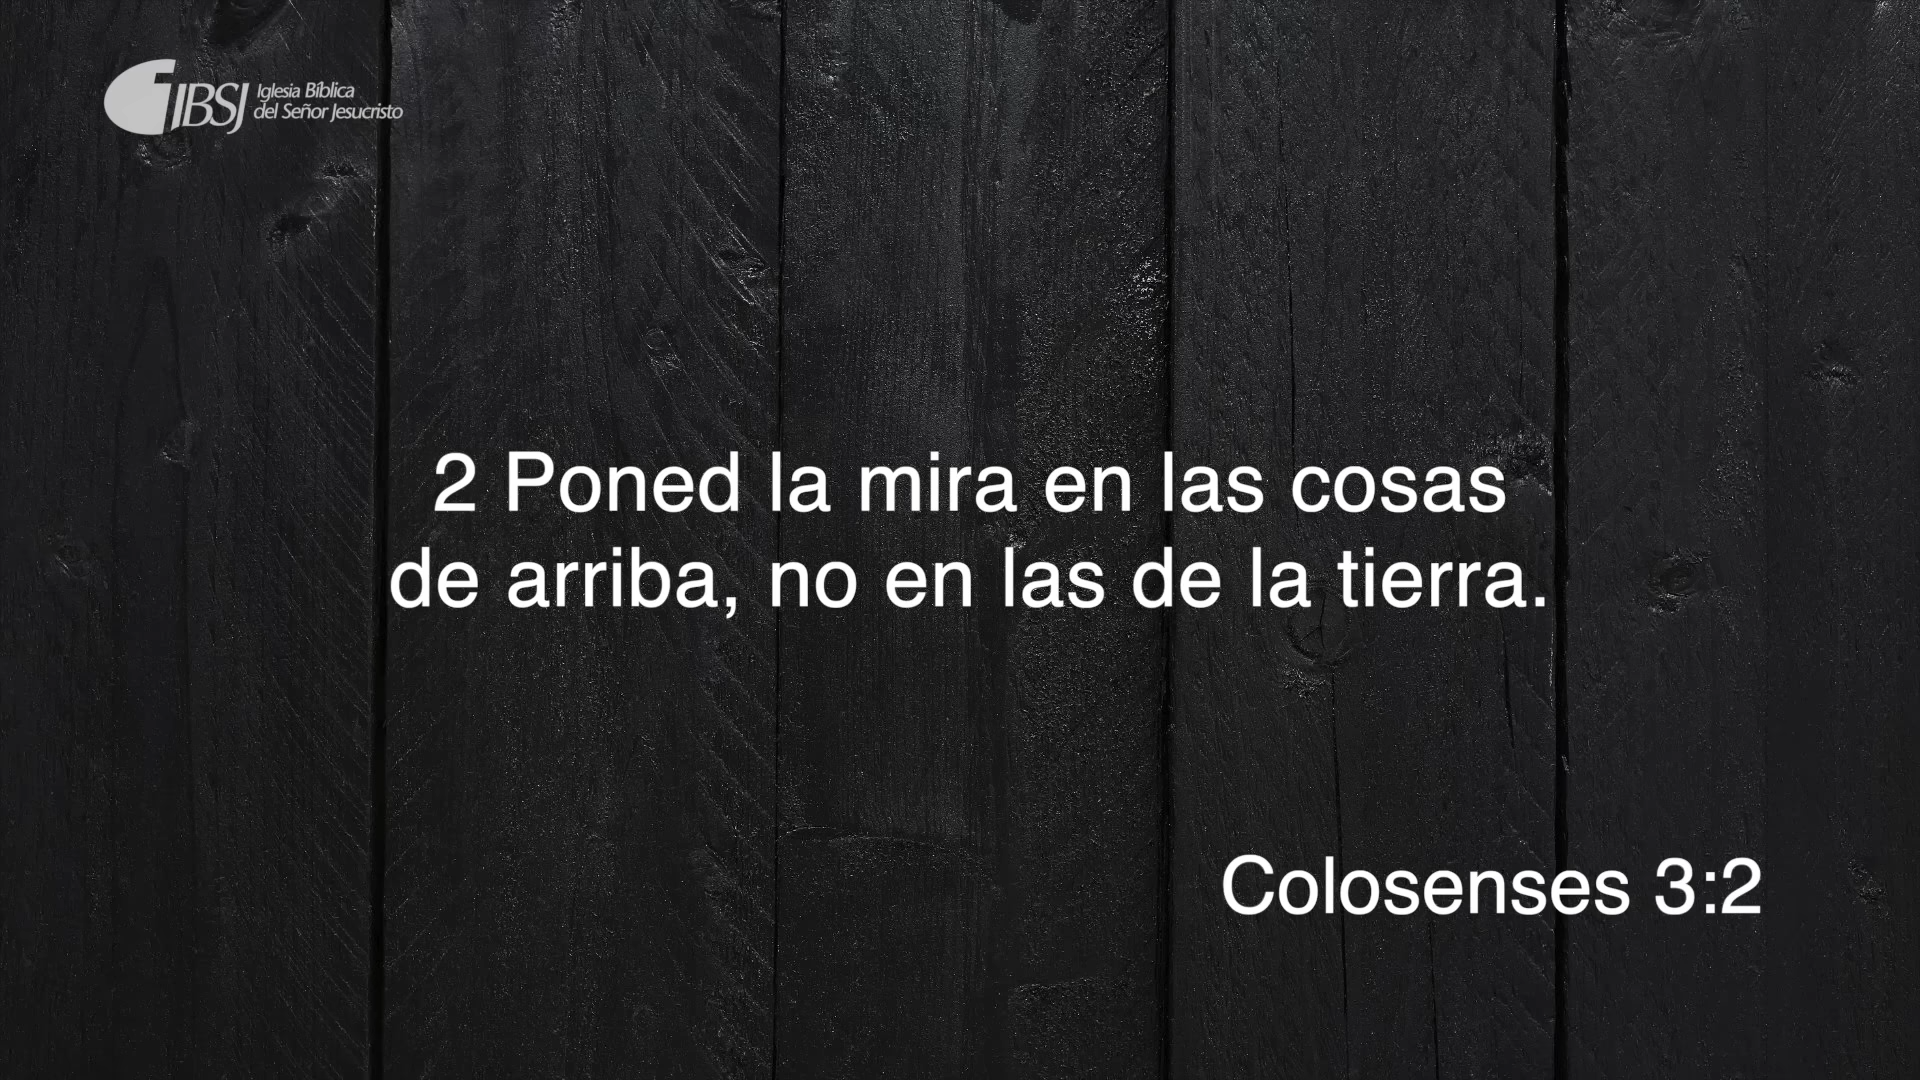 IBSJ
Iglesia Bíblica
del Señor Jesucristo
2 Poned la mira en las cosas
de arriba, no en las de la tierra.
Colosenses 3:2